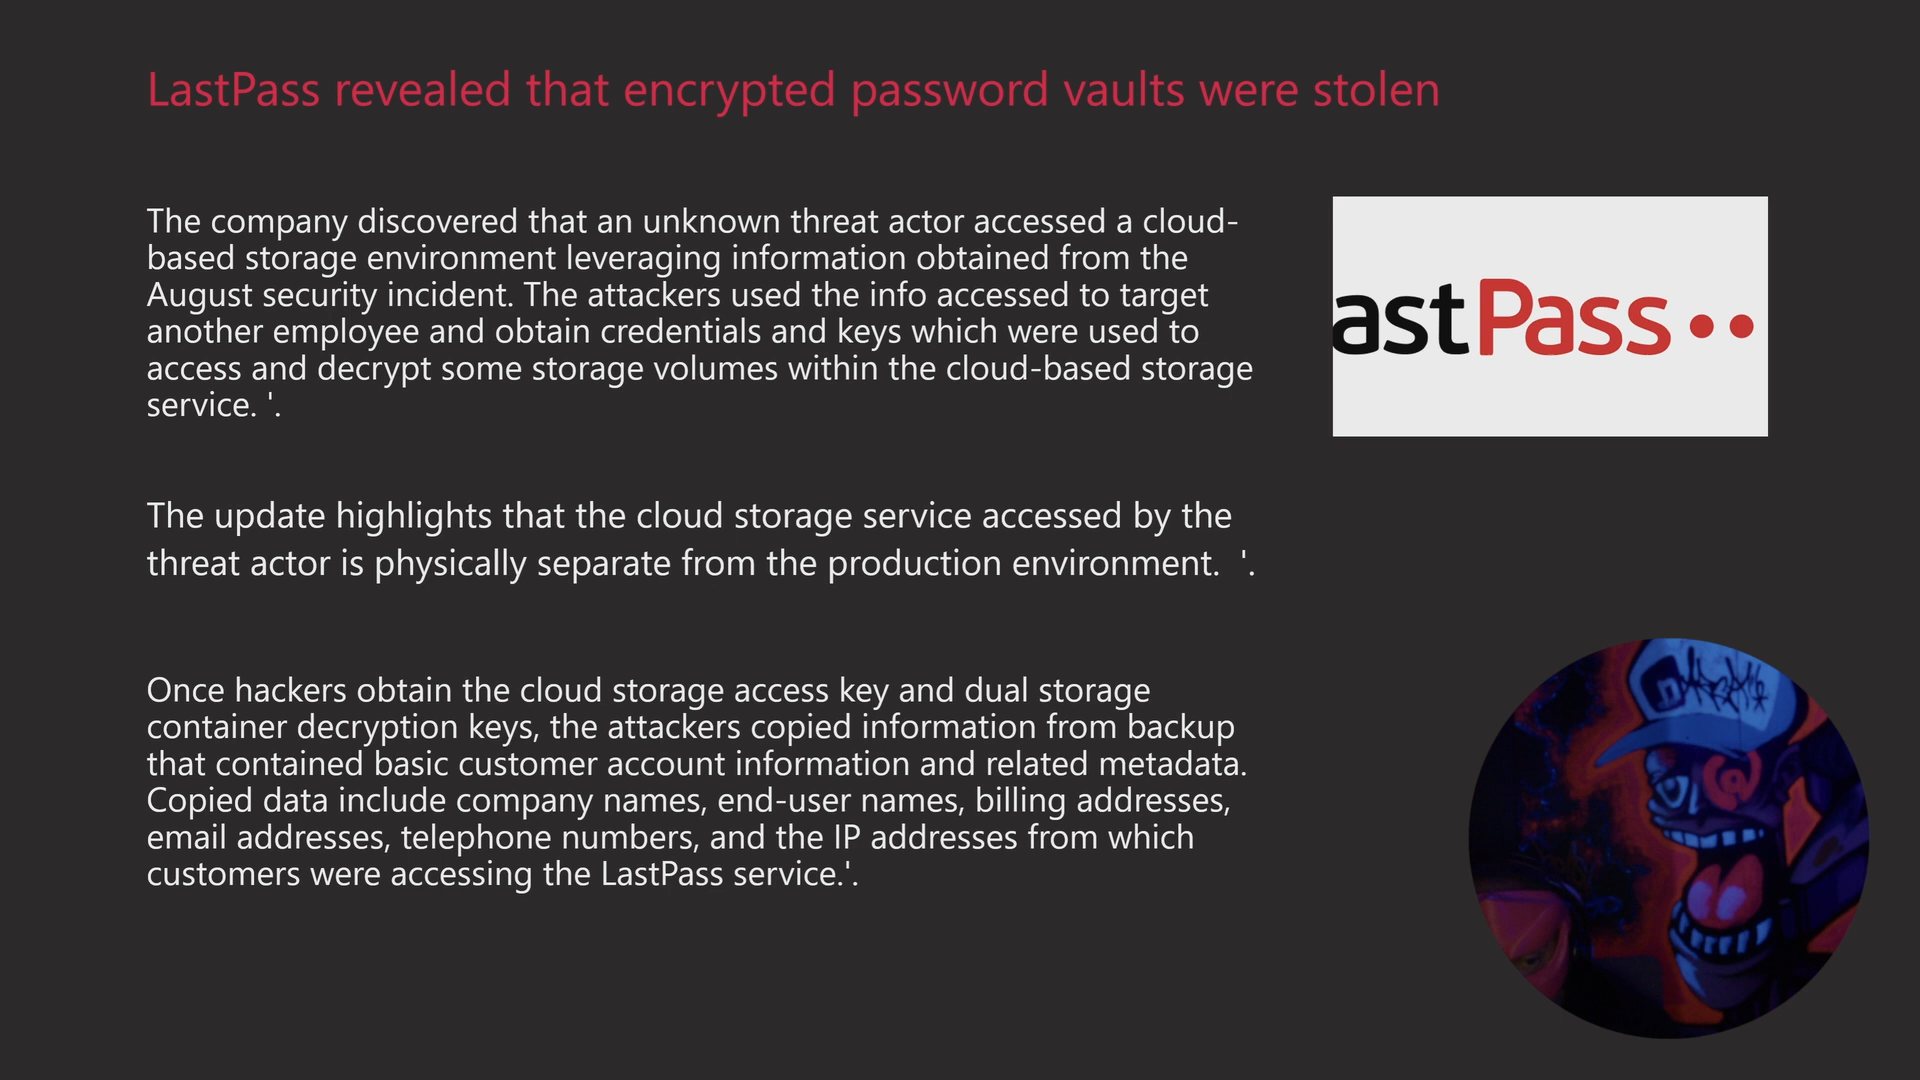 LastPass revealed that encrypted password vaults were stolen
The company discovered that an unknown threat actor accessed a cloud-
based storage environment leveraging information obtained from the
August security incident. The attackers used the info accessed to target
another employee and obtain credentials and keys which were used to
access and decrypt some storage volumes within the cloud-based storage
service. '.
astPass
The update highlights that the cloud storage service accessed by the
threat actor is physically separate from the production environment.  '.
Once hackers obtain the cloud storage access key and dual storage
container decryption keys, the attackers copied information from backup
that contained basic customer account information and related metadata.
Copied data include company names, end-user names, billing addresses,
email addresses, telephone numbers, and the IP addresses from which
customers were accessing the LastPass service.'.